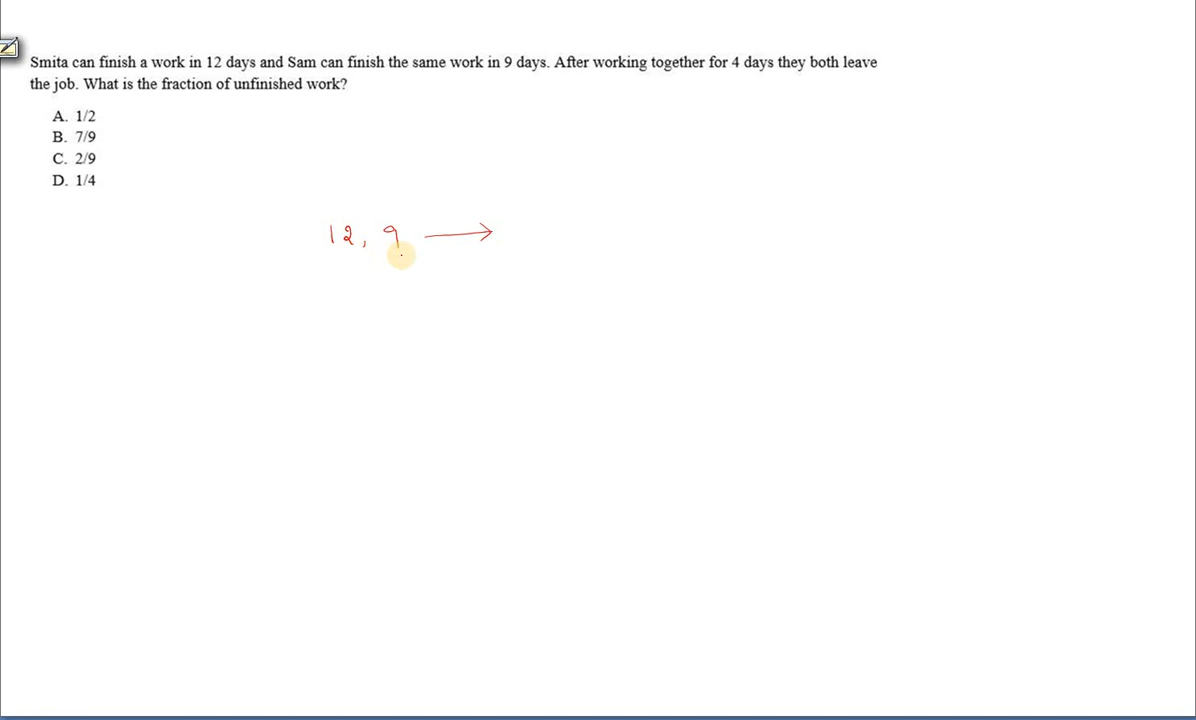 Smita can finish a work in 12 days and Sam can finish the same work in 9 days. After working together for 4 days they both leave
the job. What is the fraction of unfinished work?
A. 1/2
B. 7/9
C. 2/9
D. 1/4
12, 9 ⟶